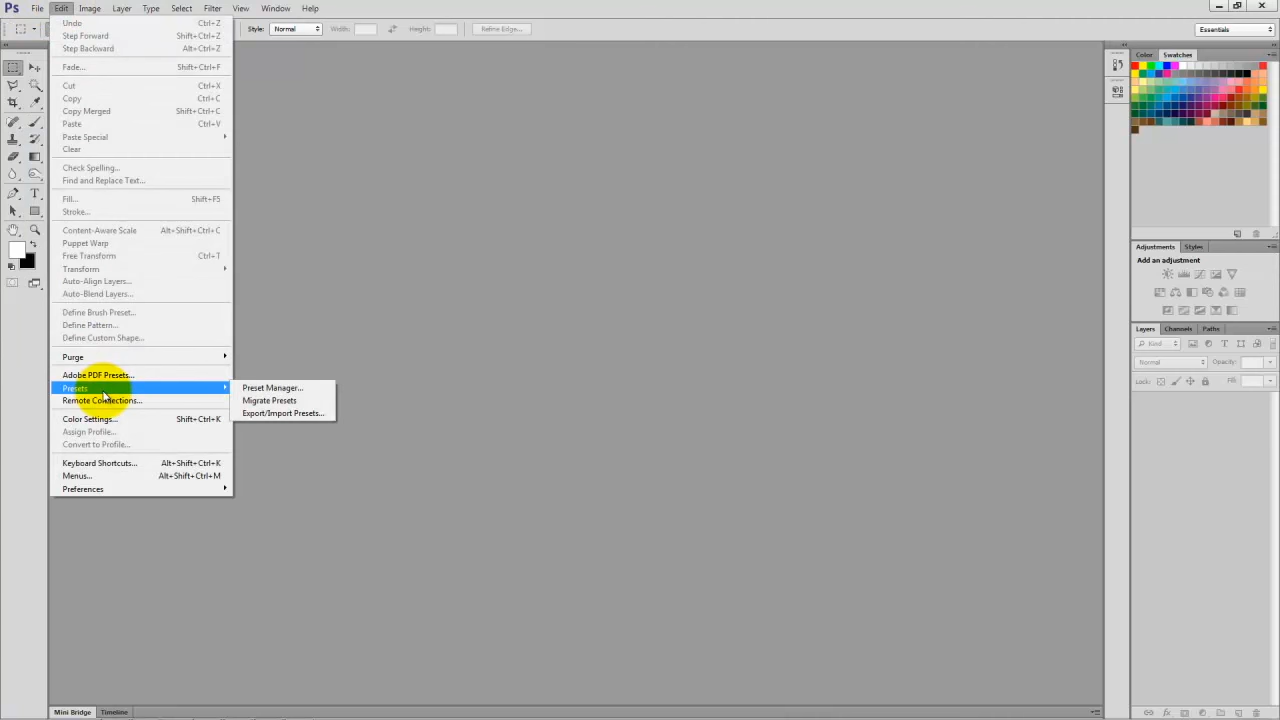 Ps File Edit Image Layer Type Select Filter View Window Help
Style: Normal Width: Height: Refine Edge... Essentials
Undo Ctrl+Z
Step Forward Shift+Ctrl+Z
Step Backward Alt+Ctrl+Z
Fade... Shift+Ctrl+F
Cut Ctrl+X
Copy Ctrl+C
Copy Merged Shift+Ctrl+C
Paste Ctrl+V
Paste Special
Clear
Check Spelling...
Find and Replace Text...
Fill... Shift+F5
Stroke...
Content-Aware Scale Alt+Shift+Ctrl+C
Puppet Warp
Free Transform Ctrl+T
Transform
Auto-Align Layers...
Auto-Blend Layers...
Define Brush Preset...
Define Pattern...
Define Custom Shape...
Purge
Adobe PDF Presets...
Presets
Remote Connections...
Color Settings... Shift+Ctrl+K
Assign Profile...
Convert to Profile...
Keyboard Shortcuts... Alt+Shift+Ctrl+K
Menus... Alt+Shift+Ctrl+M
Preferences
Preset Manager...
Migrate Presets
Export/Import Presets...
Color Swatches
Adjustments Styles
Add an adjustment
Layers Channels Paths
Kind
Normal Opacity:
Lock: Fill:
Mini Bridge Timeline